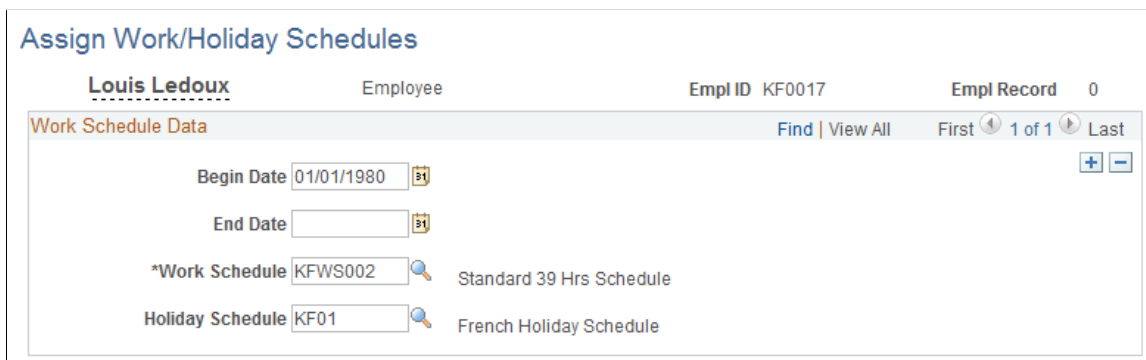 Assign Work/Holiday Schedules
Louis Ledoux Employee Empl ID KF0017 Empl Record 0
Work Schedule Data Find | View All First 1 of 1 Last
Begin Date 01/01/1980
End Date
*Work Schedule KFWS002 Standard 39 Hrs Schedule
Holiday Schedule KF01 French Holiday Schedule